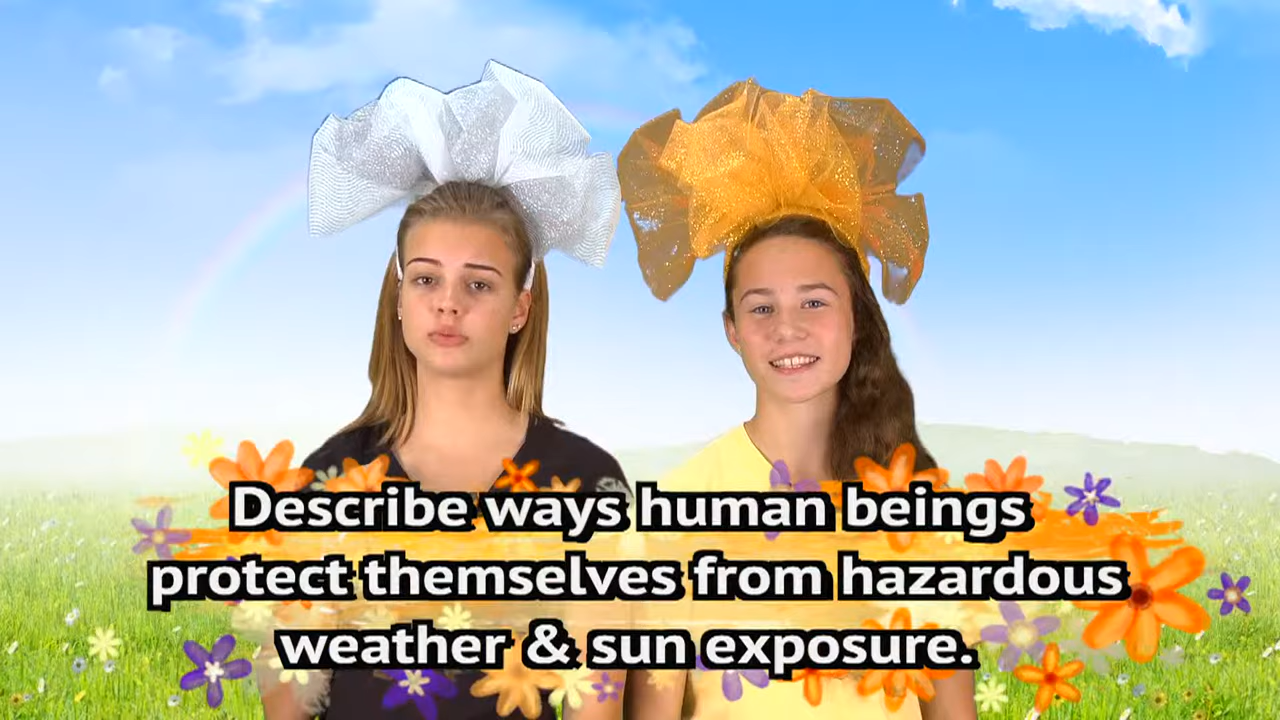 Describe ways human beings
protect themselves from hazardous
weather & sun exposure.